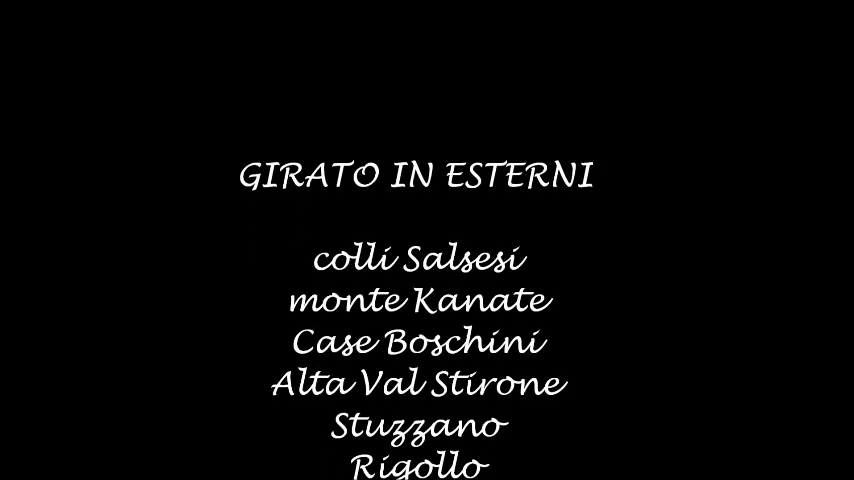 GIRATO IN ESTERNI
colli Salsesi
monte Kanate
Case Boschini
Alta Val Stirone
Stuzzano
Rigollo